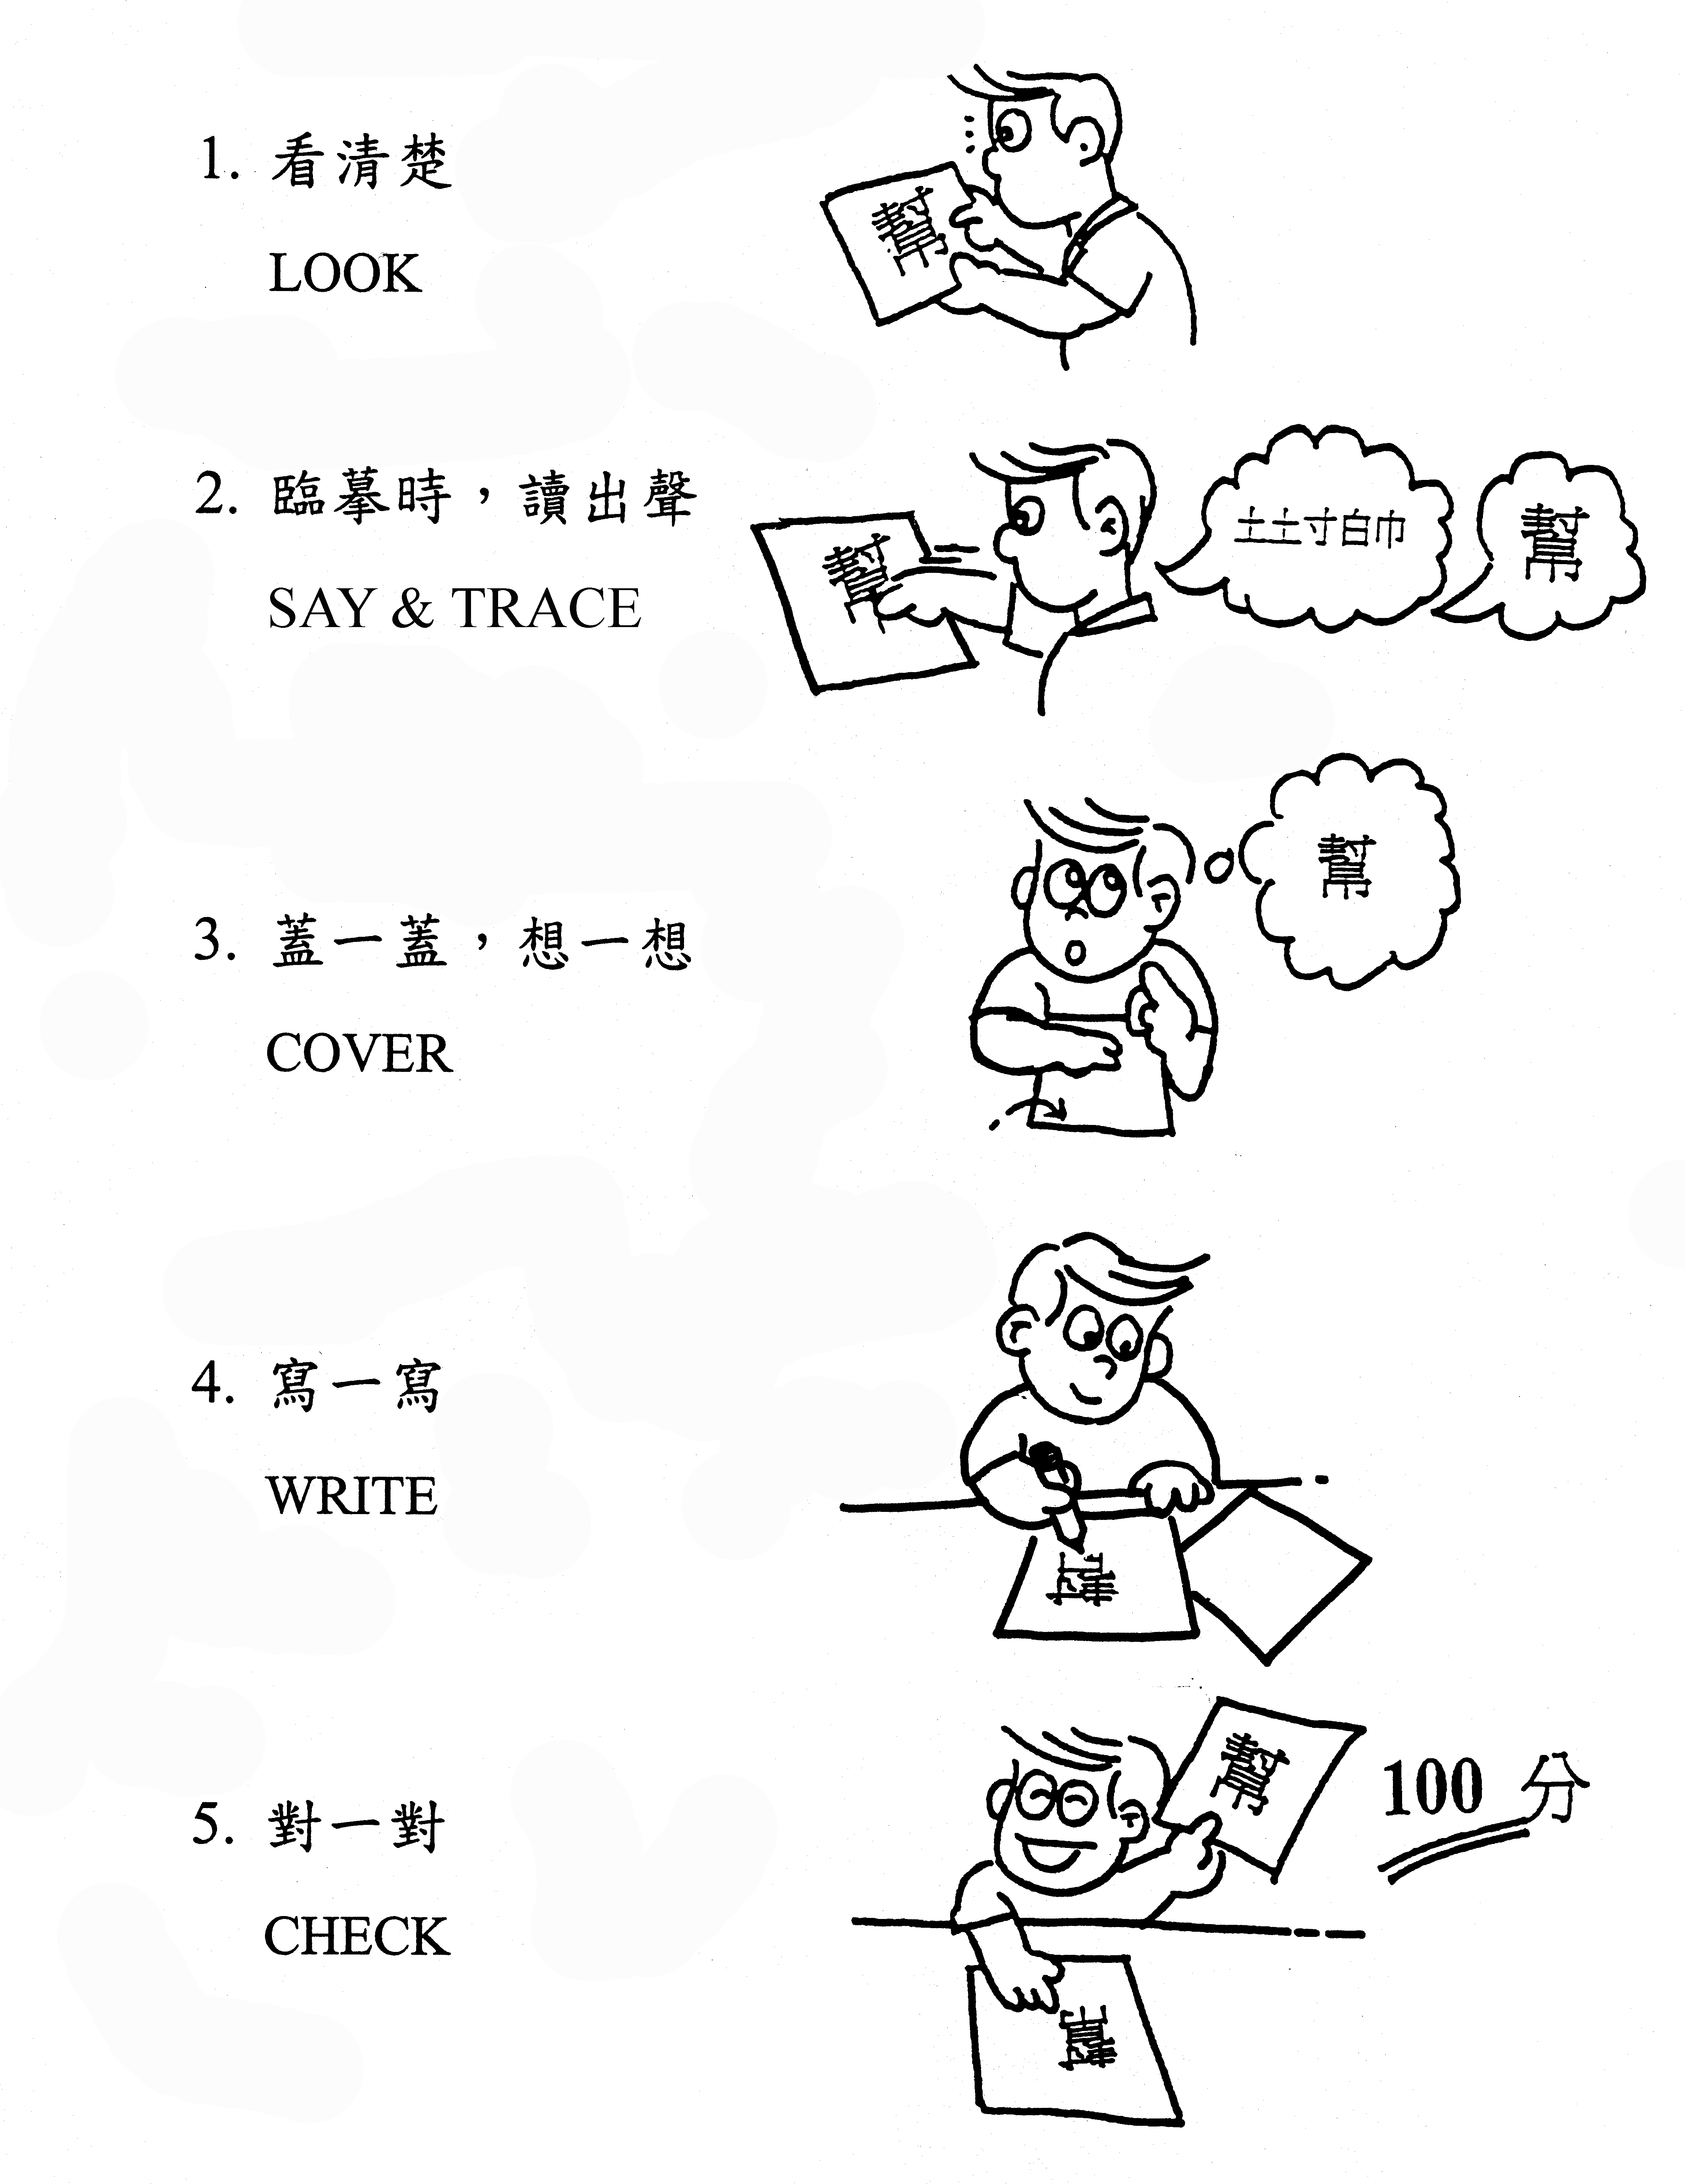 1. 看清楚
LOOK
幫
2. 臨摹時，讀出聲
SAY & TRACE
幫
土土寸白巾
幫
3. 蓋一蓋，想一想
COVER
幫
4. 寫一寫
WRITE
5. 對一對
CHECK
幫
100 分
幫